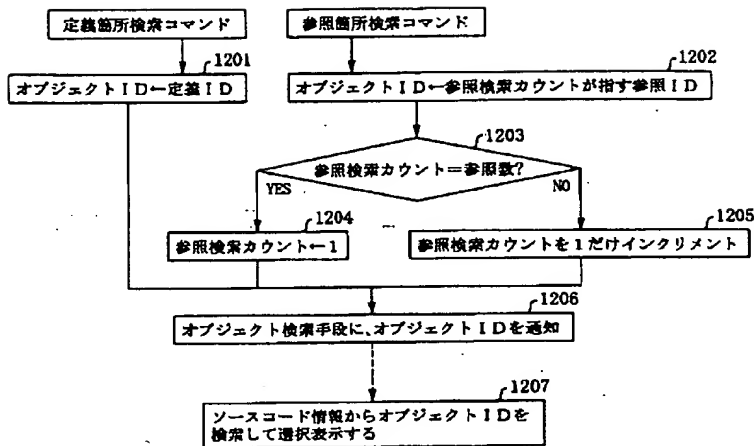 定義箇所検索コマンド
参照箇所検索コマンド
1201
1202
オブジェクトID←定義ID
オブジェクトID←参照検索カウントが指す参照ID
1203
参照検索カウント=参照数?
YES
NO
1204
1205
参照検索カウント←1
参照検索カウントを1だけインクリメント
1206
オブジェクト検索手段に、オブジェクトIDを通知
1207
ソースコード情報からオブジェクトIDを
検索して選択表示する